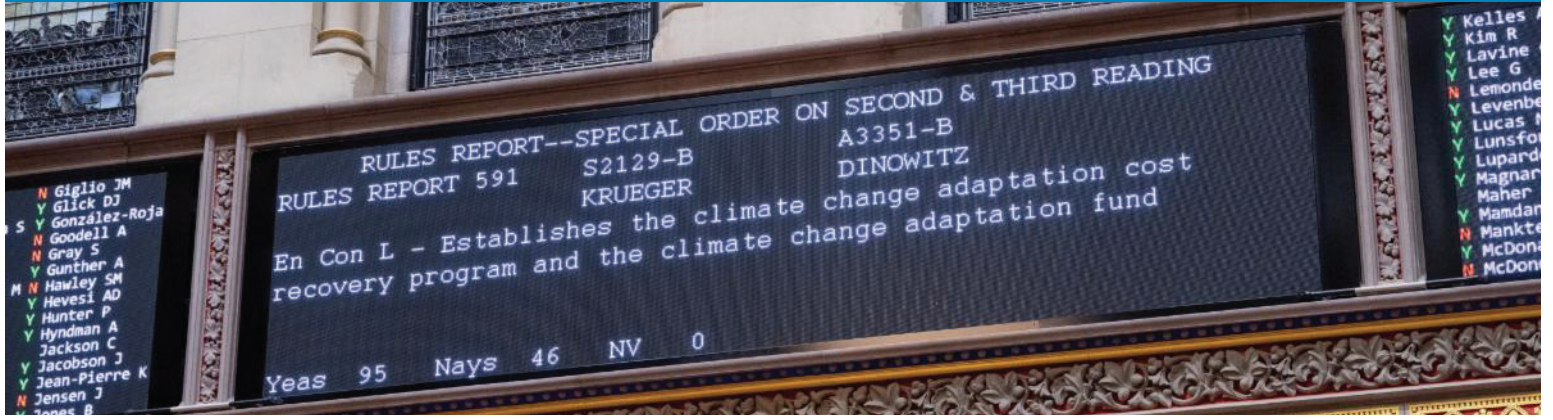 N Giglio JM
Y Glick DJ
S Y González-Roja
N Goodell A
N Gray S
Y Gunther A
M N Hawley SM
Y Hevesi AD
Y Hunter P
Y Hyndman A
Jackson C
Y Jacobson J
Y Jean-Pierre K
N Jensen J
Y Jones B
RULES REPORT--SPECIAL ORDER ON SECOND & THIRD READING
RULES REPORT 591 S2129-B A3351-B
KRUEGER DINOWITZ
En Con L - Establishes the climate change adaptation cost
recovery program and the climate change adaptation fund
Yeas 95 Nays 46 NV 0
Y Kelles A
Y Kim R
Y Lavine
Y Lee G
N Lemonde
Y Levenbe
Y Lucas
Y Lunsfo
Y Lupard
Y Magnar
Maher
Y Mamdan
N Mankte
Y McDona
N McDon